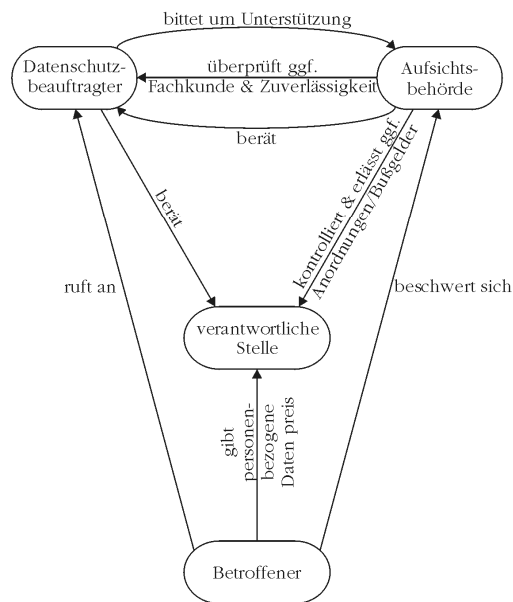 bittet um Unterstützung
Datenschutz-
beauftragter
überprüft ggf.
Fachkunde & Zuverlässigkeit
Aufsichts-
behörde
berät
berät
kontrolliert & erlässt ggf.
Anordnungen/Bußgelder
ruft an
beschwert sich
verantwortliche
Stelle
gibt
personen-
bezogene
Daten preis
Betroffener